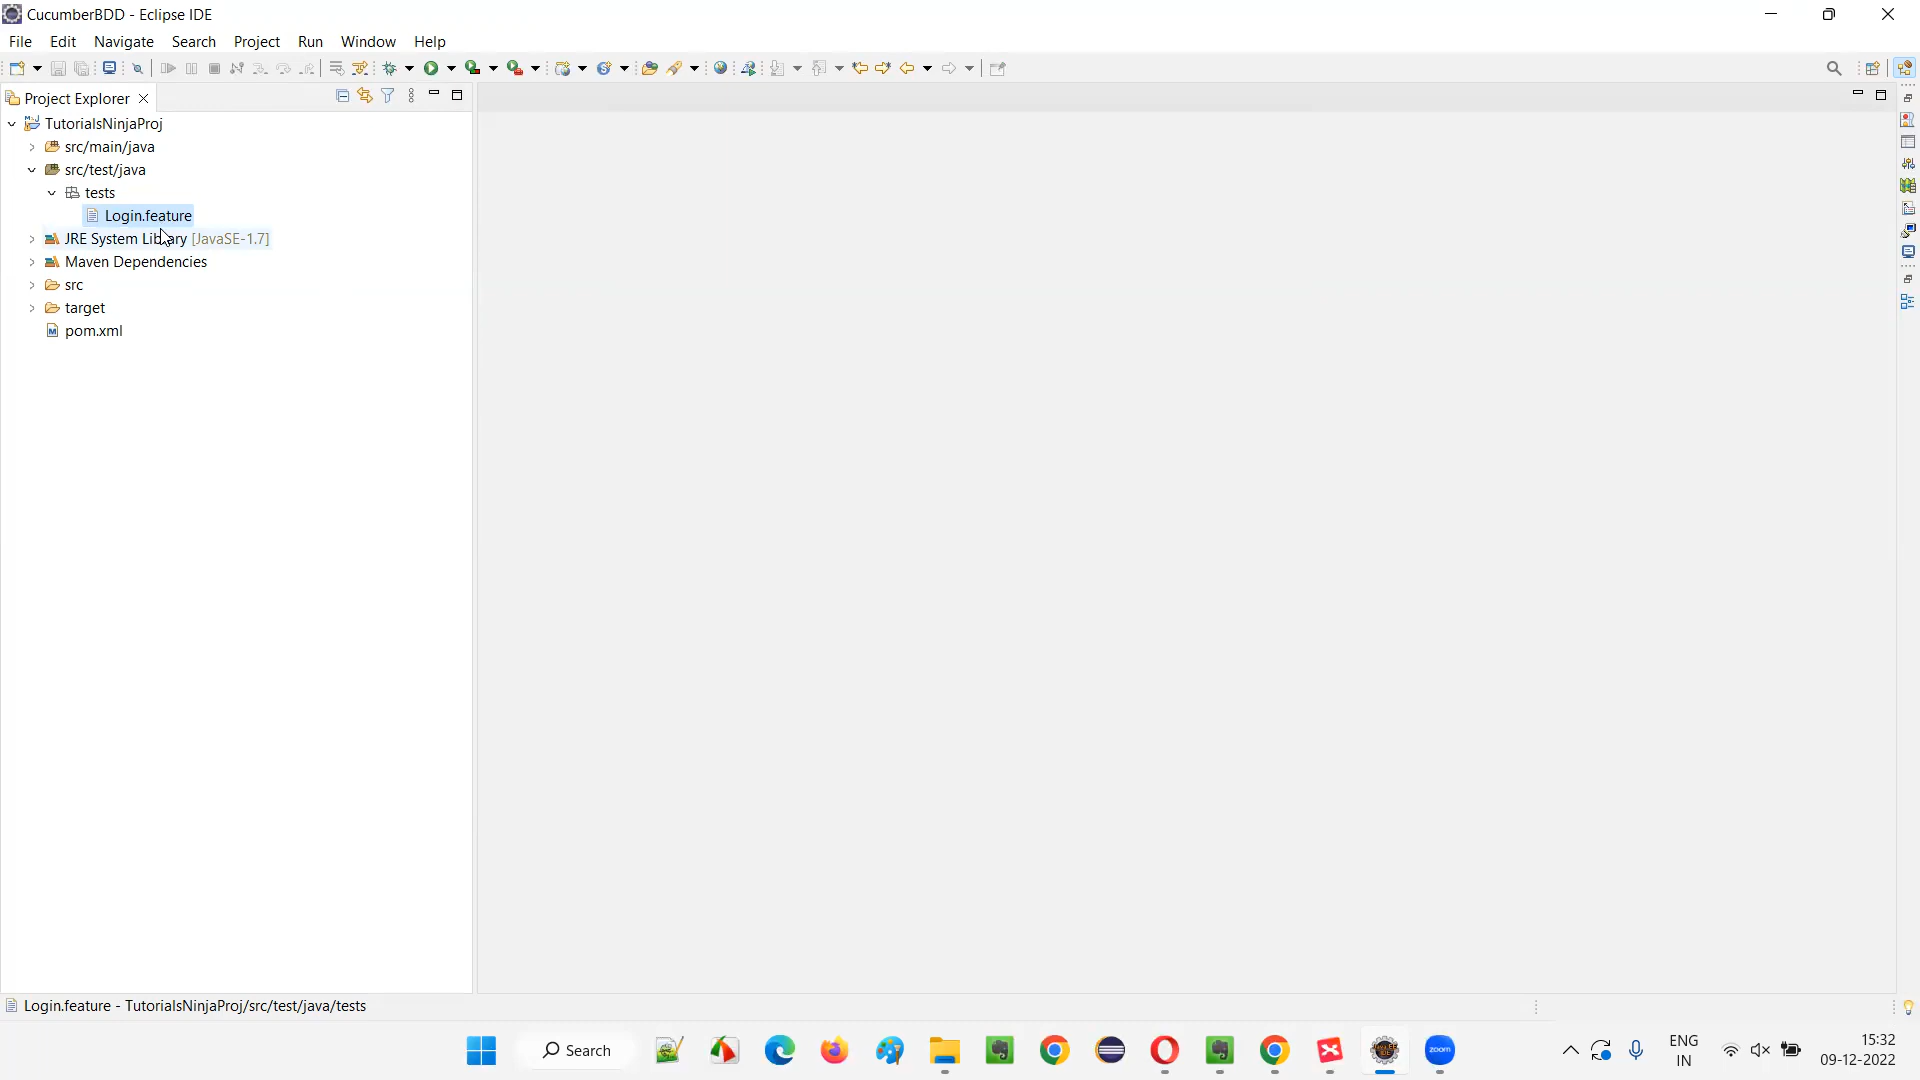 CucumberBDD - Eclipse IDE
File Edit Navigate Search Project Run Window Help
Project Explorer
TutorialsNinjaProj
src/main/java
src/test/java
tests
Login.feature
JRE System Library [JavaSE-1.7]
Maven Dependencies
src
target
pom.xml
Login.feature - TutorialsNinjaProj/src/test/java/tests
Search
zoom
ENG
IN
15:32
09-12-2022